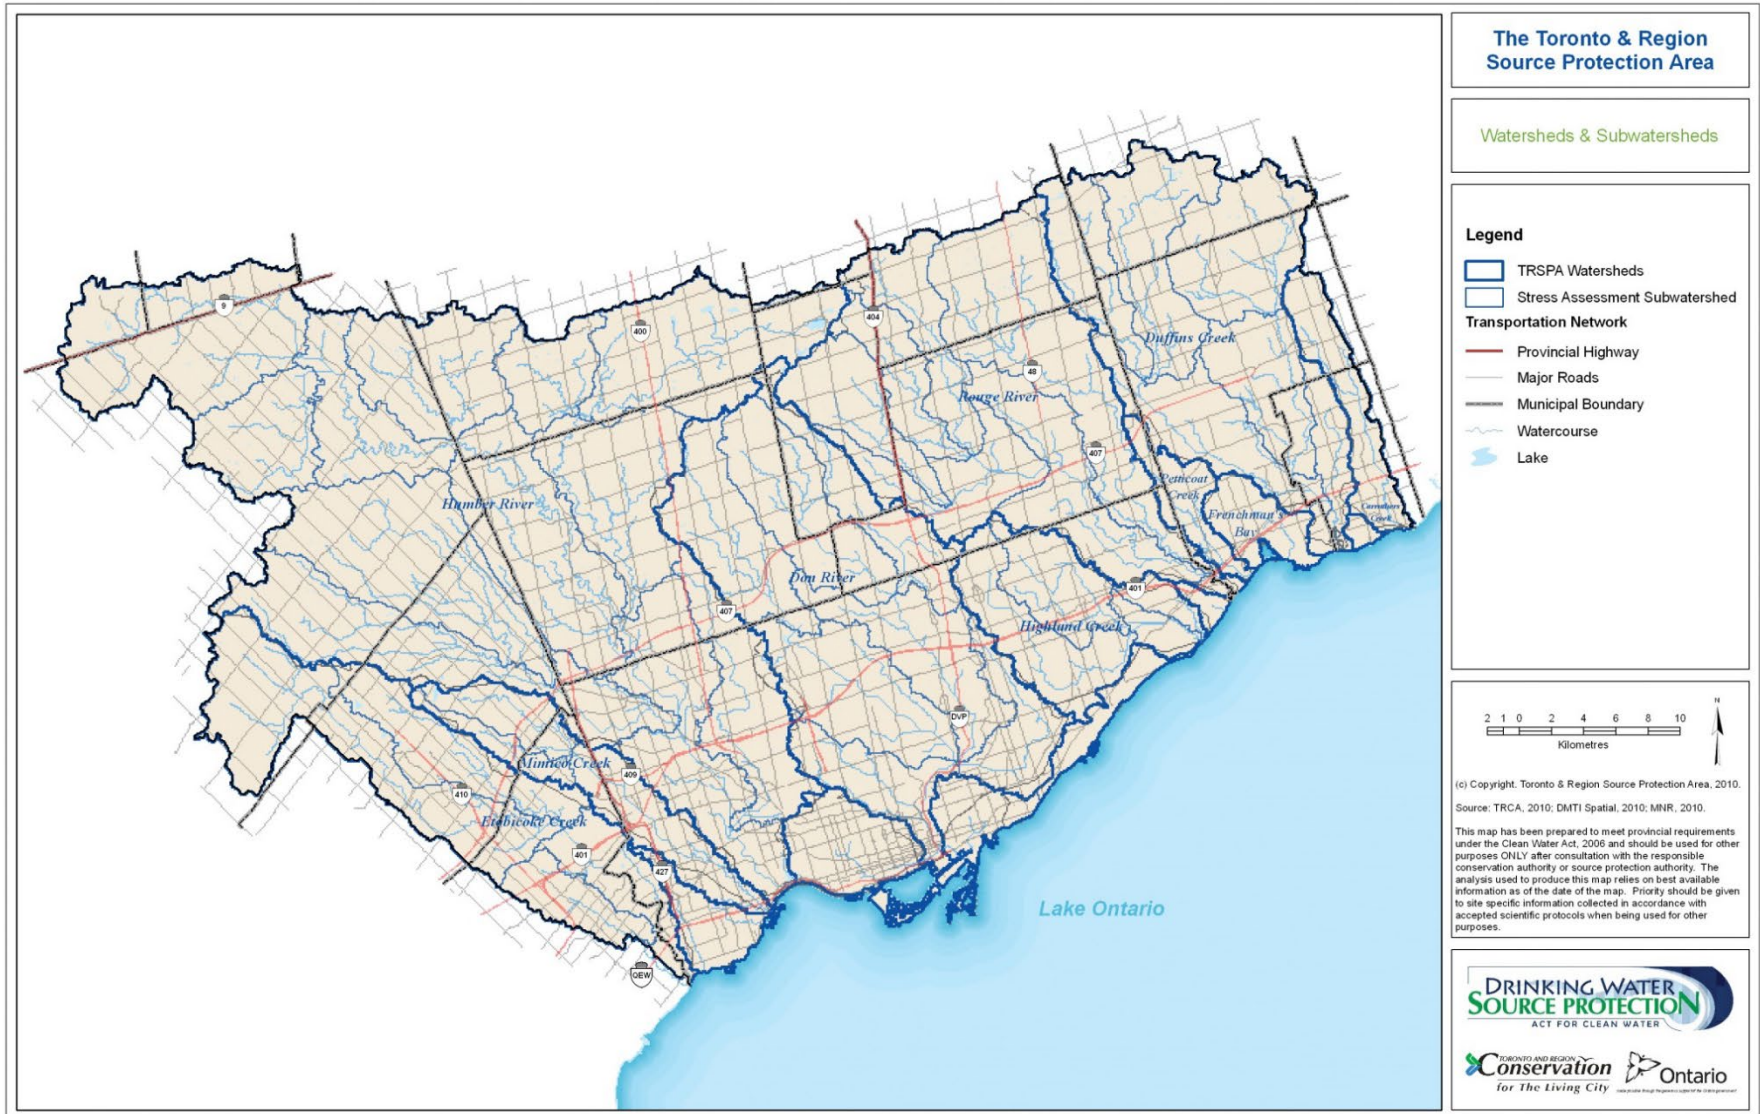 The Toronto & Region
Source Protection Area
Watersheds & Subwatersheds
Legend
TRSPA Watersheds
Stress Assessment Subwatershed
Transportation Network
Provincial Highway
Major Roads
Municipal Boundary
Watercourse
Lake
9
400
404
48
Duffins Creek
Rouge River
407
Humber River
Petticoat
Creek
Frenchman's
Bay
Carruthers
Creek
Don River
407
401
Highland Creek
DVP
Mimico Creek
409
410
Etobicoke Creek
401
427
QEW
Lake Ontario
2 1 0 2 4 6 8 10
Kilometres
N
(c) Copyright. Toronto & Region Source Protection Area, 2010.
Source: TRCA, 2010; DMTI Spatial, 2010; MNR, 2010.
This map has been prepared to meet provincial requirements
under the Clean Water Act, 2006 and should be used for other
purposes ONLY after consultation with the responsible
conservation authority or source protection authority. The
analysis used to produce this map relies on best available
information as of the date of the map. Priority should be given
to site specific information collected in accordance with
accepted scientific protocols when being used for other
purposes.
DRINKING WATER
SOURCE PROTECTION
ACT FOR CLEAN WATER
TORONTO AND REGION
Conservation
for The Living City
Ontario